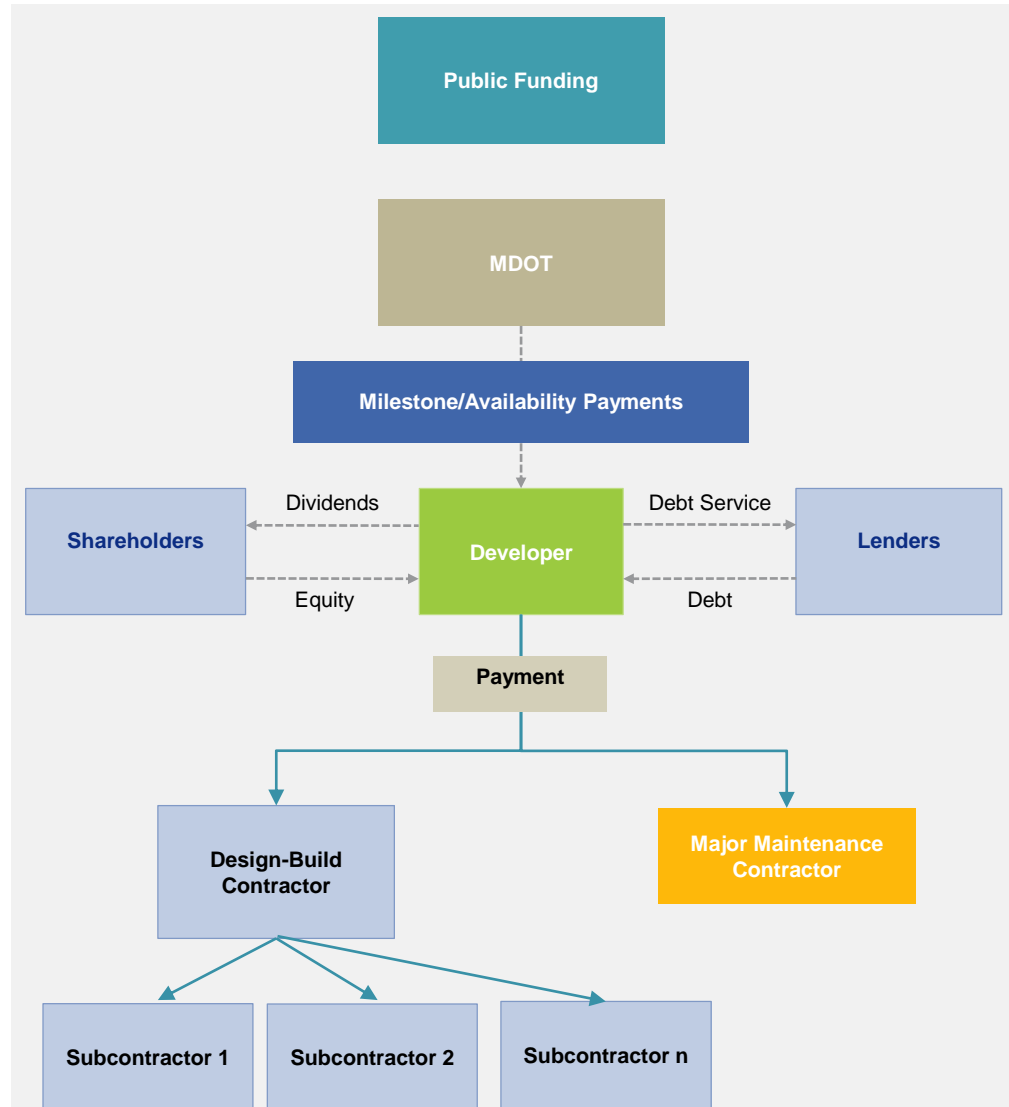 Public Funding
MDOT
Milestone/Availability Payments
Dividends
Debt Service
Shareholders
Developer
Lenders
Equity
Debt
Payment
Design-Build
Contractor
Major Maintenance
Contractor
Subcontractor 1
Subcontractor 2
Subcontractor n